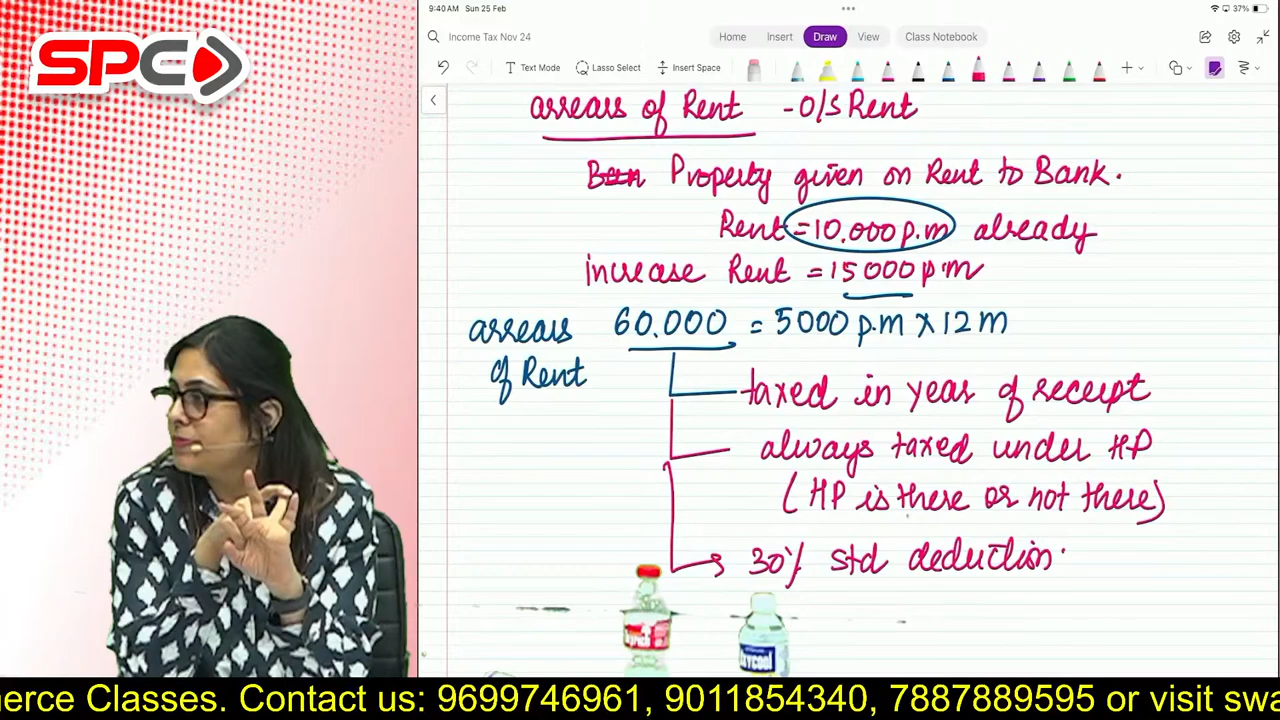 9:40 AM Sun 25 Feb
37%
SPC
Income Tax Nov 24
Home Insert Draw View Class Notebook
Text Mode Lasso Select Insert Space
arrears of Rent - O/S Rent
Property given on Rent to Bank.
Rent = 10,000 p.m already
increase Rent = 15000 p.m
arrears 60,000 = 5000 p.m x 12 m
of Rent
taxed in year of receipt
always taxed under HP
(HP is there or not there)
30% std deduction.
oxycool
merce Classes. Contact us: 9699746961, 9011854340, 7887889595 or visit swa